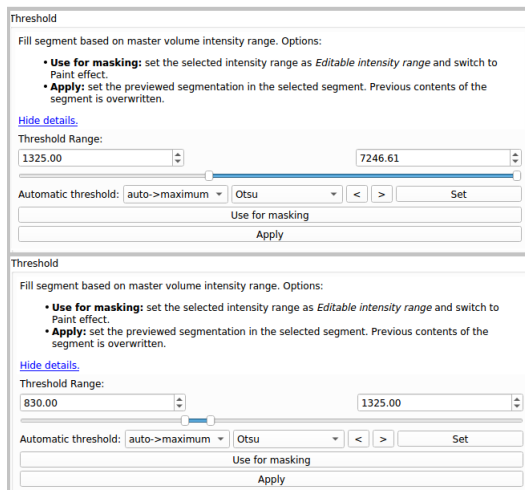 Threshold
Fill segment based on master volume intensity range. Options:
• Use for masking: set the selected intensity range as Editable intensity range and switch to
Paint effect.
• Apply: set the previewed segmentation in the selected segment. Previous contents of the
segment is overwritten.
Hide details.
Threshold Range:
1325.00 7246.61
Automatic threshold: auto->maximum Otsu < > Set
Use for masking
Apply
Threshold
Fill segment based on master volume intensity range. Options:
• Use for masking: set the selected intensity range as Editable intensity range and switch to
Paint effect.
• Apply: set the previewed segmentation in the selected segment. Previous contents of the
segment is overwritten.
Hide details.
Threshold Range:
830.00 1325.00
Automatic threshold: auto->maximum Otsu < > Set
Use for masking
Apply